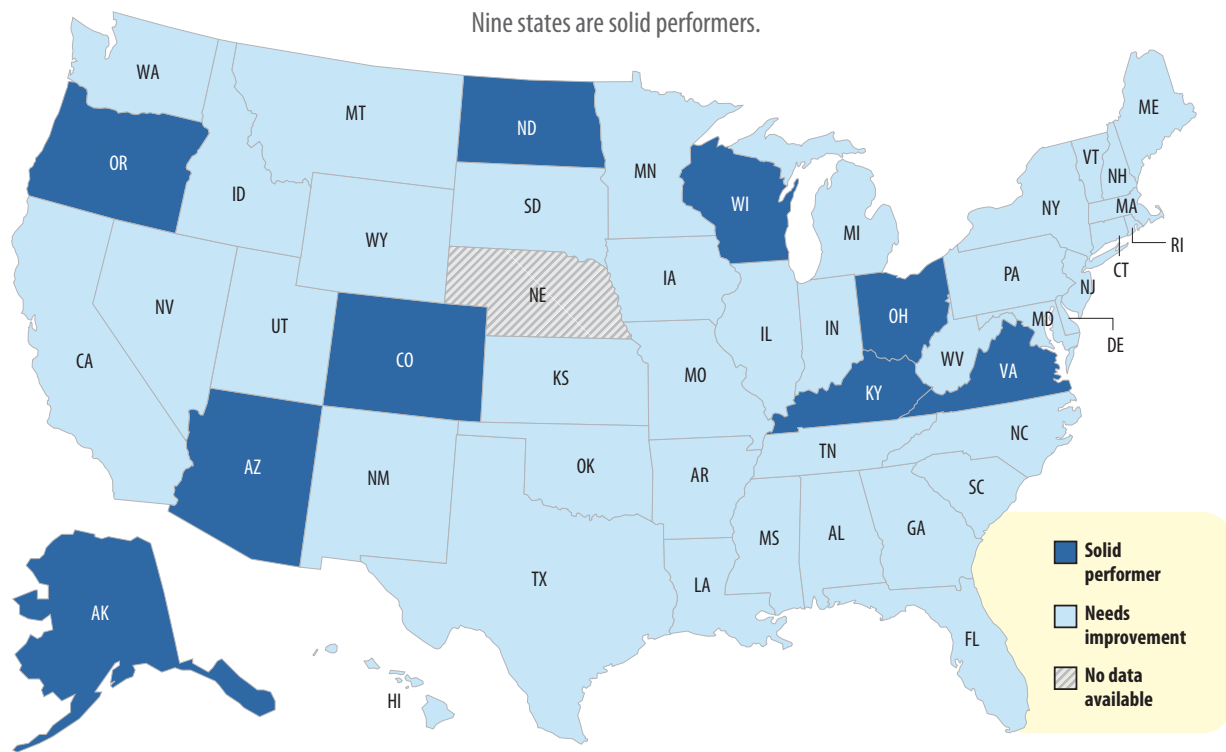 Nine states are solid performers.
WA
MT
ND
MN
ME
OR
ID
SD
WI
VT
NH
WY
NY
MA
MI
RI
CT
IA
PA
NE
NJ
NV
UT
OH
IL
IN
MD
DE
CA
CO
KS
MO
WV
VA
KY
NC
AZ
NM
OK
TN
AR
SC
MS
AL
GA
TX
LA
AK
FL
HI
Solid
performer
Needs
improvement
No data
available